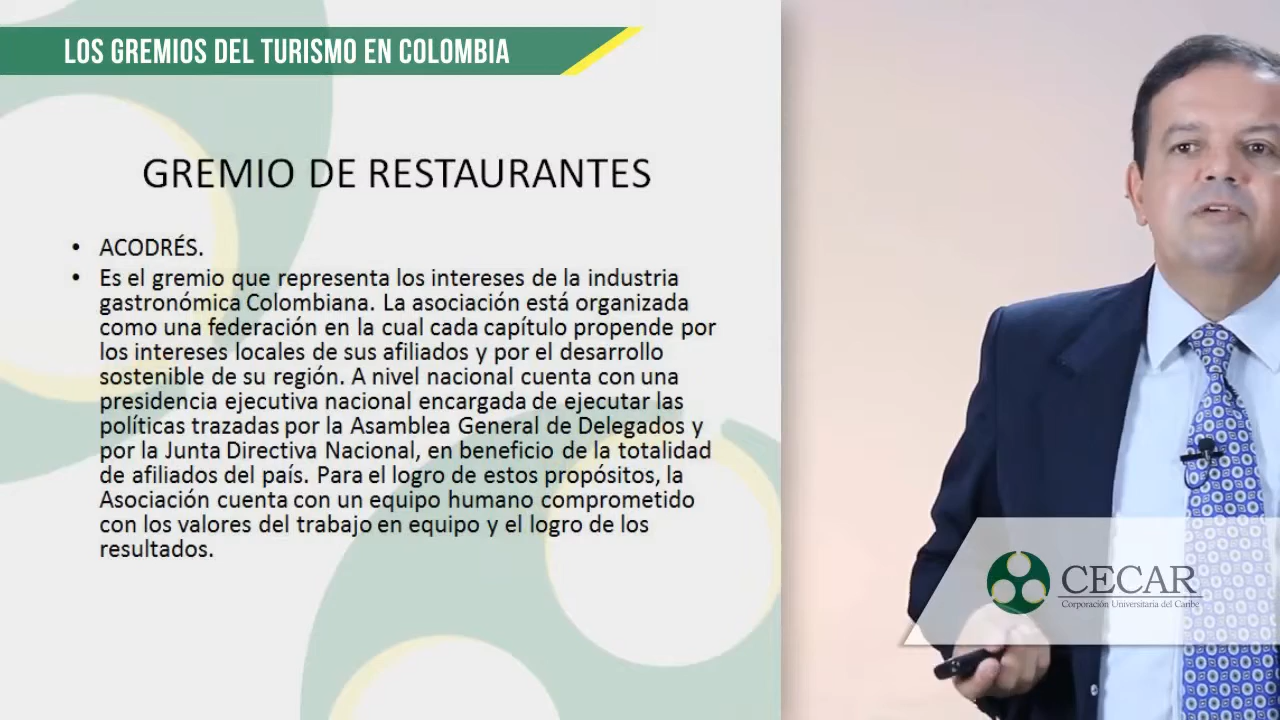 LOS GREMIOS DEL TURISMO EN COLOMBIA
GREMIO DE RESTAURANTES
• ACODRÉS.
• Es el gremio que representa los intereses de la industria
gastronómica Colombiana. La asociación está organizada
como una federación en la cual cada capítulo propende por
los intereses locales de sus afiliados y por el desarrollo
sostenible de su región. A nivel nacional cuenta con una
presidencia ejecutiva nacional encargada de ejecutar las
políticas trazadas por la Asamblea General de Delegados y
por la Junta Directiva Nacional, en beneficio de la totalidad
de afiliados del país. Para el logro de estos propósitos, la
Asociación cuenta con un equipo humano comprometido
con los valores del trabajo en equipo y el logro de los
resultados.
CECAR
Corporación Universitaria del Caribe